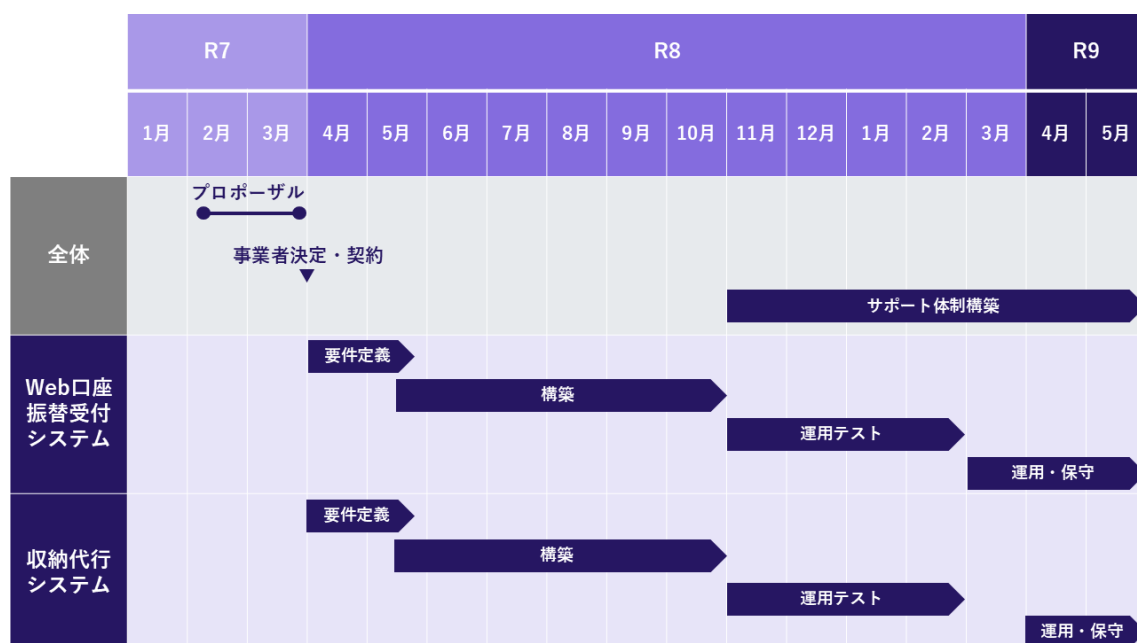 R7 R8 R9
1月 2月 3月 4月 5月 6月 7月 8月 9月 10月 11月 12月 1月 2月 3月 4月 5月
全体
プロポーザル
事業者決定・契約
サポート体制構築
Web口座
振替受付
システム
要件定義
構築
運用テスト
運用・保守
収納代行
システム
要件定義
構築
運用テスト
運用・保守